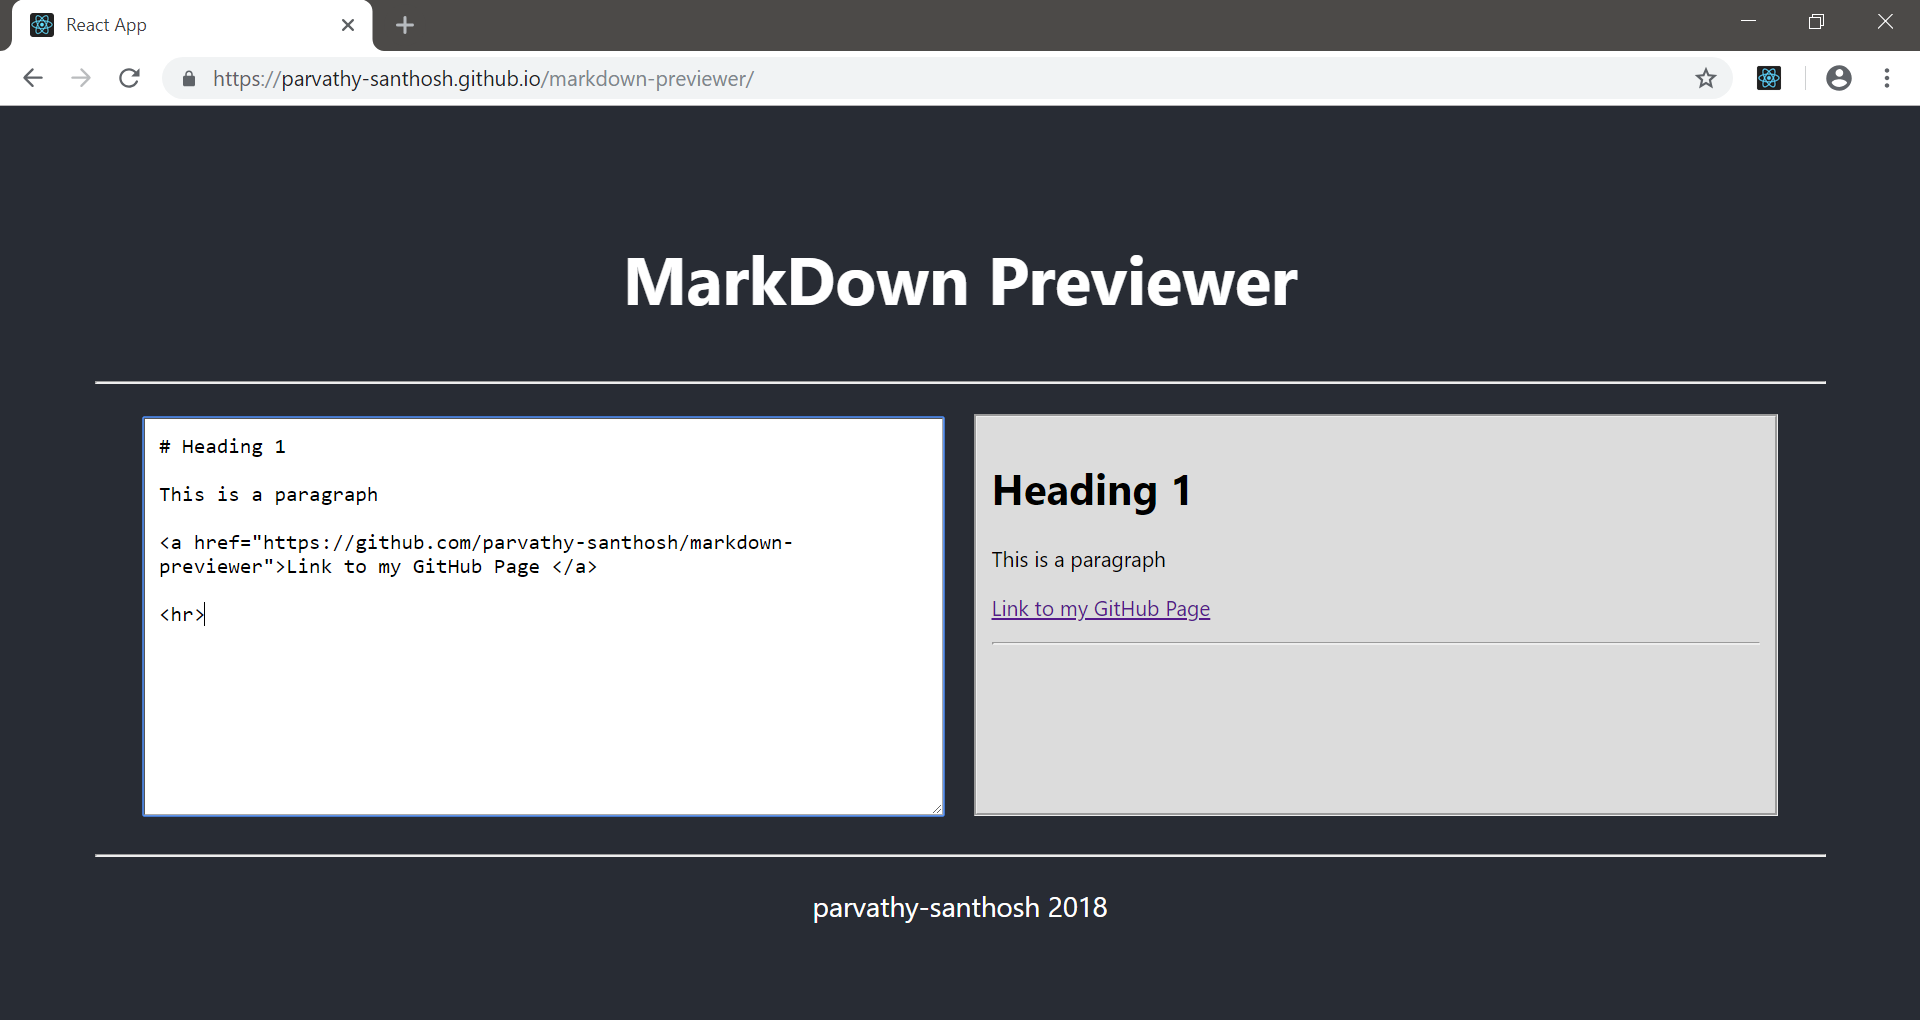 React App
https://parvathy-santhosh.github.io/markdown-previewer/
MarkDown Previewer
# Heading 1
This is a paragraph
<a href="https://github.com/parvathy-santhosh/markdown-
previewer">Link to my GitHub Page </a>
<hr>
Heading 1
This is a paragraph
Link to my GitHub Page
parvathy-santhosh 2018